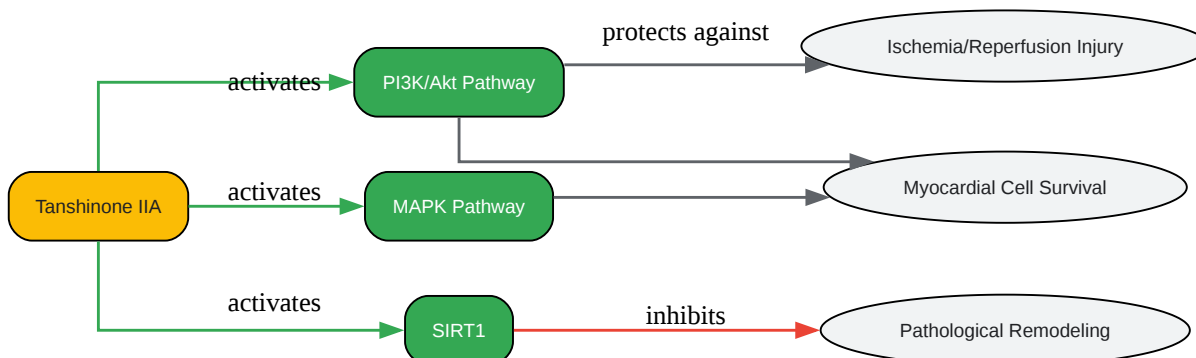 protects against
Ischemia/Reperfusion Injury
activates
PI3K/Akt Pathway
Tanshinone IIA
activates
MAPK Pathway
Myocardial Cell Survival
activates
SIRT1
inhibits
Pathological Remodeling